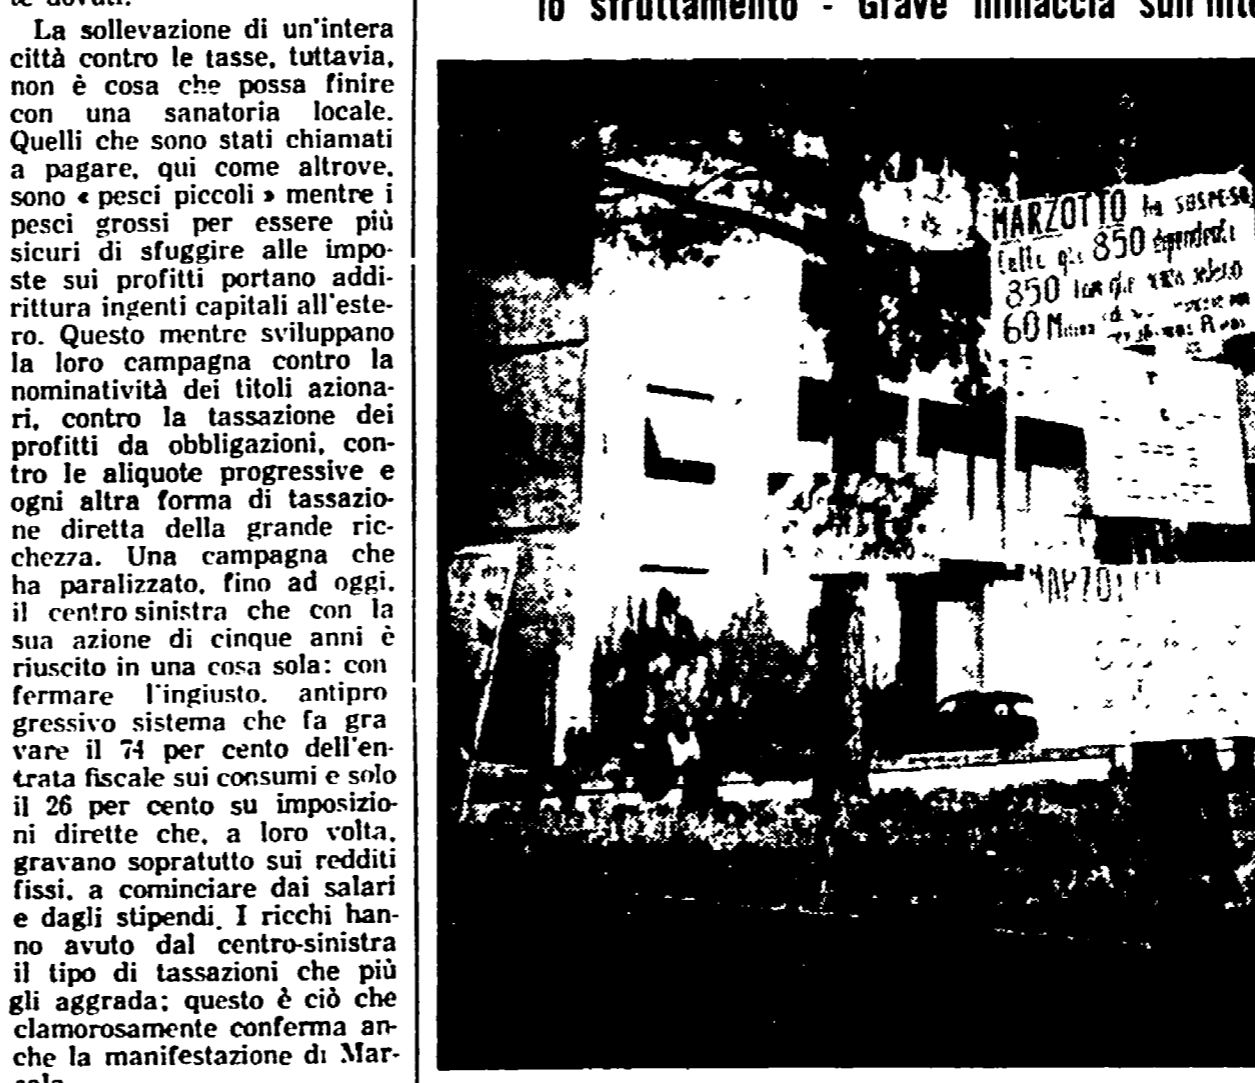 te dovuti.
La sollevazione di un'intera
città contro le tasse, tuttavia,
non è cosa che possa finire
con una sanatoria locale.
Quelli che sono stati chiamati
a pagare, qui come altrove,
sono « pesci piccoli » mentre i
pesci grossi per essere più
sicuri di sfuggire alle impo-
ste sui profitti portano addi-
rittura ingenti capitali all'este-
ro. Questo mentre sviluppano
la loro campagna contro la
nominatività dei titoli aziona-
ri, contro la tassazione dei
profitti da obbligazioni, con-
tro le aliquote progressive e
ogni altra forma di tassazio-
ne diretta della grande ric-
chezza. Una campagna che
ha paralizzato, fino ad oggi,
il centro sinistra che con la
sua azione di cinque anni è
riuscito in una cosa sola: con
fermare l'ingiusto, antipro
gressivo sistema che fa gra
vare il 74 per cento dell'en-
trata fiscale sui consumi e solo
il 26 per cento su imposizio-
ni dirette che, a loro volta,
gravano sopratutto sui redditi
fissi, a cominciare dai salari
e dagli stipendi. I ricchi han-
no avuto dal centro-sinistra
il tipo di tassazioni che più
gli aggrada; questo è ciò che
clamorosamente conferma an-
che la manifestazione di Mar-
sala.
lo sfruttamento - Grave minaccia sull'inte
MARZOTTO ha sospeso
850 dipendenti
850
60
MARZOTTO